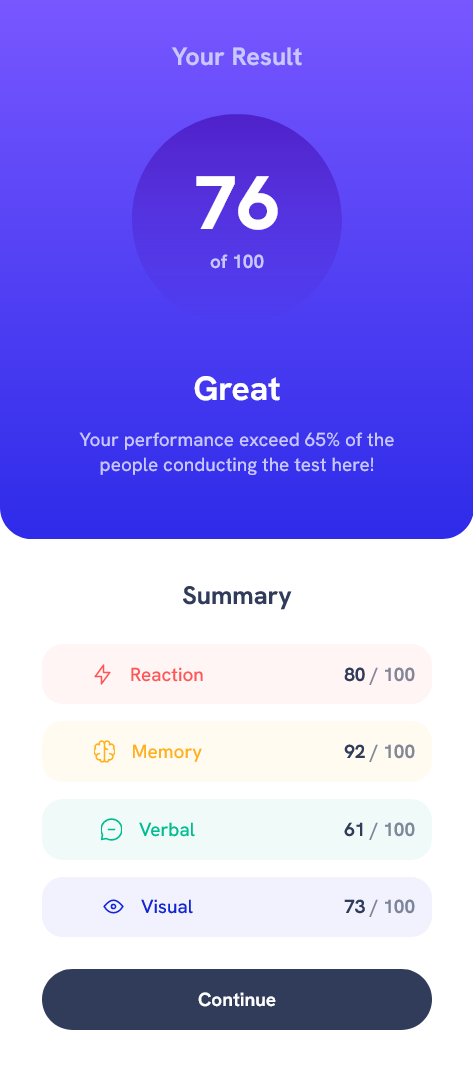 Your Result
76
of 100
Great
Your performance exceed 65% of the
people conducting the test here!
Summary
Reaction 80 / 100
Memory 92 / 100
Verbal 61 / 100
Visual 73 / 100
Continue